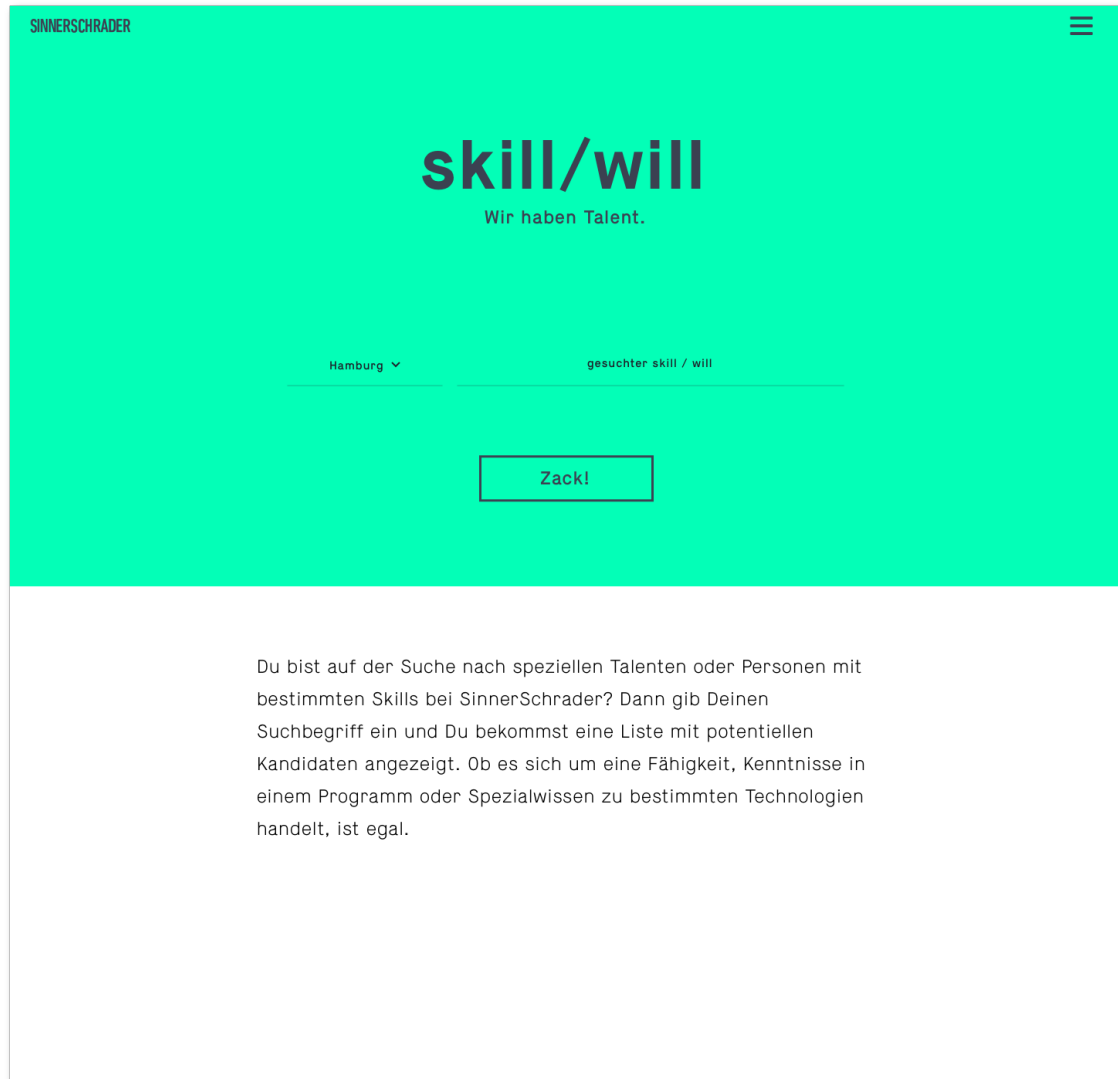 SINNERSCHRADER
skill/will
Wir haben Talent.
Hamburg
gesuchter skill / will
Zack!
Du bist auf der Suche nach speziellen Talenten oder Personen mit
bestimmten Skills bei SinnerSchrader? Dann gib Deinen
Suchbegriff ein und Du bekommst eine Liste mit potentiellen
Kandidaten angezeigt. Ob es sich um eine Fähigkeit, Kenntnisse in
einem Programm oder Spezialwissen zu bestimmten Technologien
handelt, ist egal.